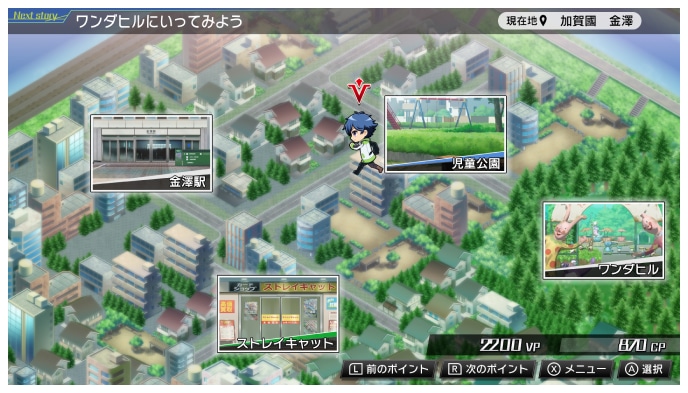 Next story
ワンダヒルにいってみよう
現在地 加賀國 金澤
金澤駅
児童公園
ワンダヒル
ストレイキャット
ストレイキャット
2200 VP
870 CP
L 前のポイント
R 次のポイント
X メニュー
A 選択